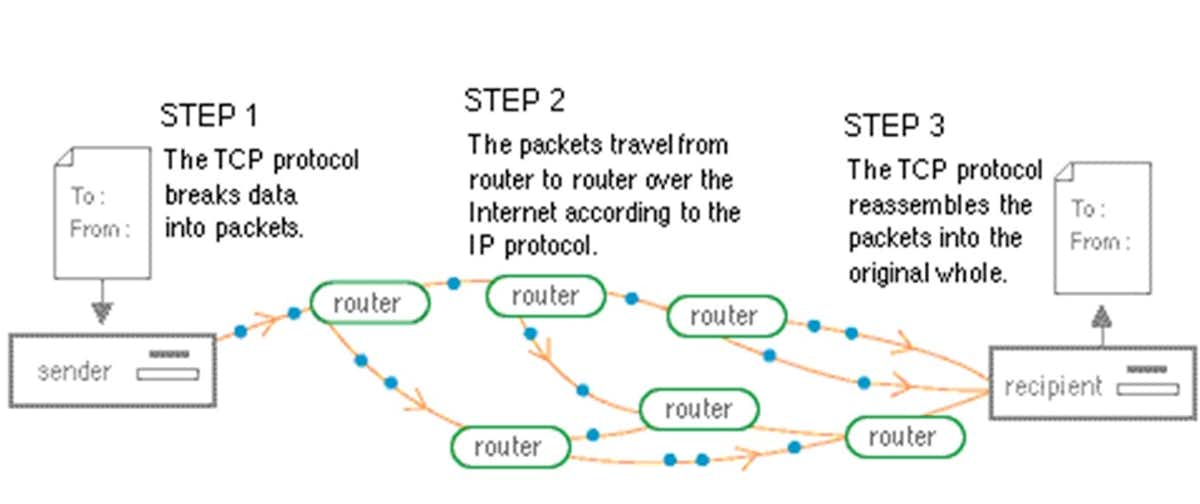 STEP 1
The TCP protocol
breaks data
into packets.
To :
From :
sender
STEP 2
The packets travel from
router to router over the
Internet according to the
IP protocol.
router
router
router
router
router
router
STEP 3
The TCP protocol
reassembles the
packets into the
original whole.
To :
From :
recipient